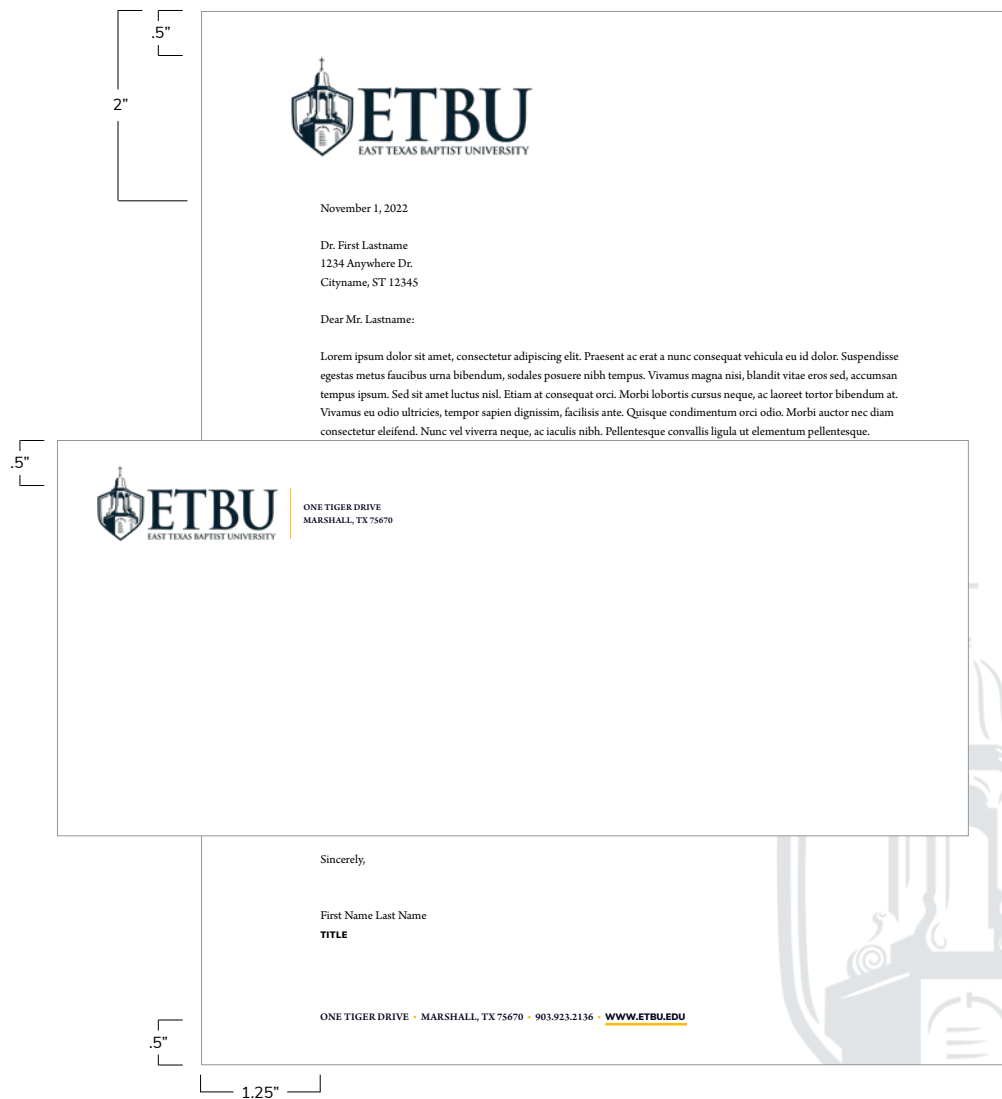 .5”
2”
ETBU
EAST TEXAS BAPTIST UNIVERSITY
November 1, 2022
Dr. First Lastname
1234 Anywhere Dr.
Cityname, ST 12345
Dear Mr. Lastname:
Lorem ipsum dolor sit amet, consectetur adipiscing elit. Praesent ac erat a nunc consequat vehicula eu id dolor. Suspendisse
egestas metus faucibus urna bibendum, sodales posuere nibh tempus. Vivamus magna nisi, blandit vitae eros sed, accumsan
tempus ipsum. Sed sit amet luctus nisl. Etiam at consequat orci. Morbi lobortis cursus neque, ac laoreet tortor bibendum at.
Vivamus eu odio ultricies, tempor sapien dignissim, facilisis ante. Quisque condimentum orci odio. Morbi auctor nec diam
consectetur eleifend. Nunc vel viverra neque, ac iaculis nibh. Pellentesque convallis ligula ut elementum pellentesque.
.5”
ETBU
EAST TEXAS BAPTIST UNIVERSITY
ONE TIGER DRIVE
MARSHALL, TX 75670
Sincerely,
First Name Last Name
TITLE
ONE TIGER DRIVE • MARSHALL, TX 75670 • 903.923.2136 • WWW.ETBU.EDU
.5”
1.25”